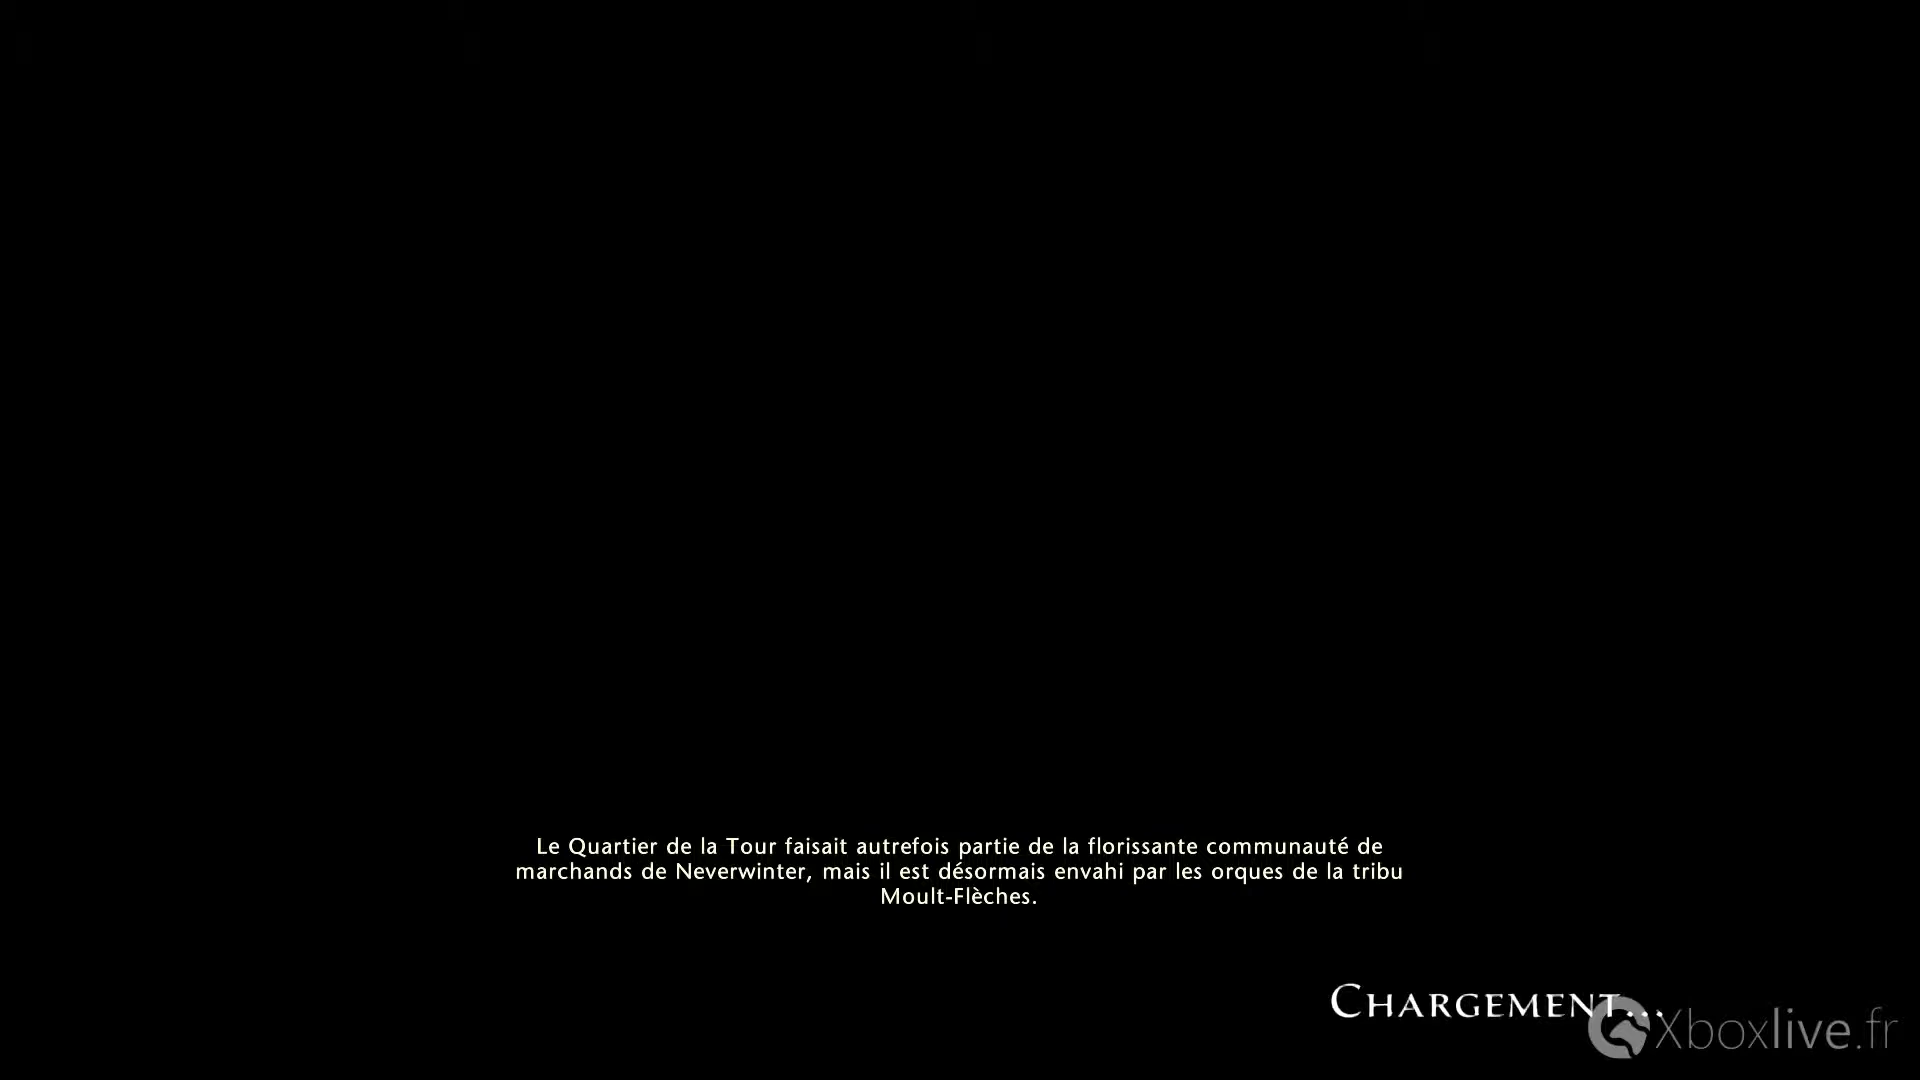 Le Quartier de la Tour faisait autrefois partie de la florissante communauté de
marchands de Neverwinter, mais il est désormais envahi par les orques de la tribu
Moult-Flèches.
CHARGEMENT...
Xboxlive.fr